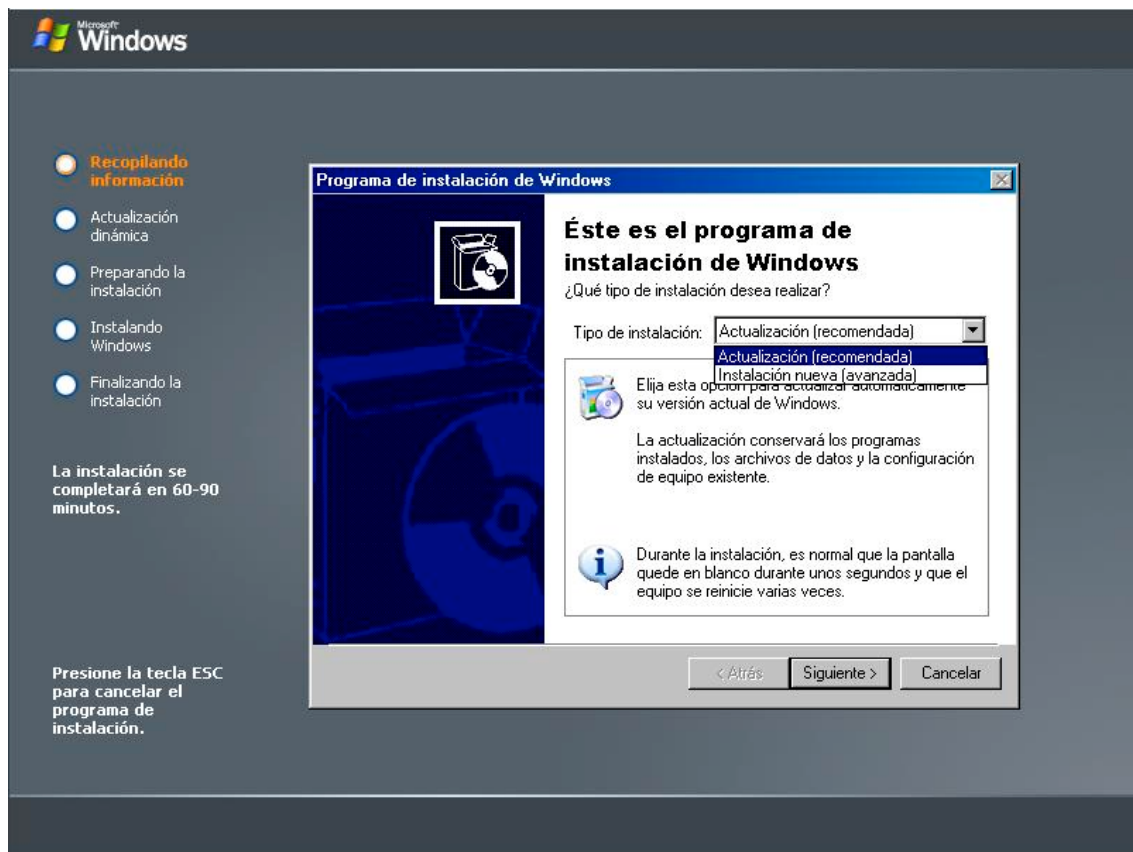 Microsoft
Windows
Recopilando
información
Actualización
dinámica
Preparando la
instalación
Instalando
Windows
Finalizando la
instalación
La instalación se
completará en 60-90
minutos.
Presione la tecla ESC
para cancelar el
programa de
instalación.
Programa de instalación de Windows
Éste es el programa de
instalación de Windows
¿Qué tipo de instalación desea realizar?
Tipo de instalación: Actualización (recomendada)
Actualización (recomendada)
Instalación nueva (avanzada)
Elija esta opción para actualizar automáticamente
su versión actual de Windows.
La actualización conservará los programas
instalados, los archivos de datos y la configuración
de equipo existente.
Durante la instalación, es normal que la pantalla
quede en blanco durante unos segundos y que el
equipo se reinicie varias veces.
< Atrás Siguiente > Cancelar